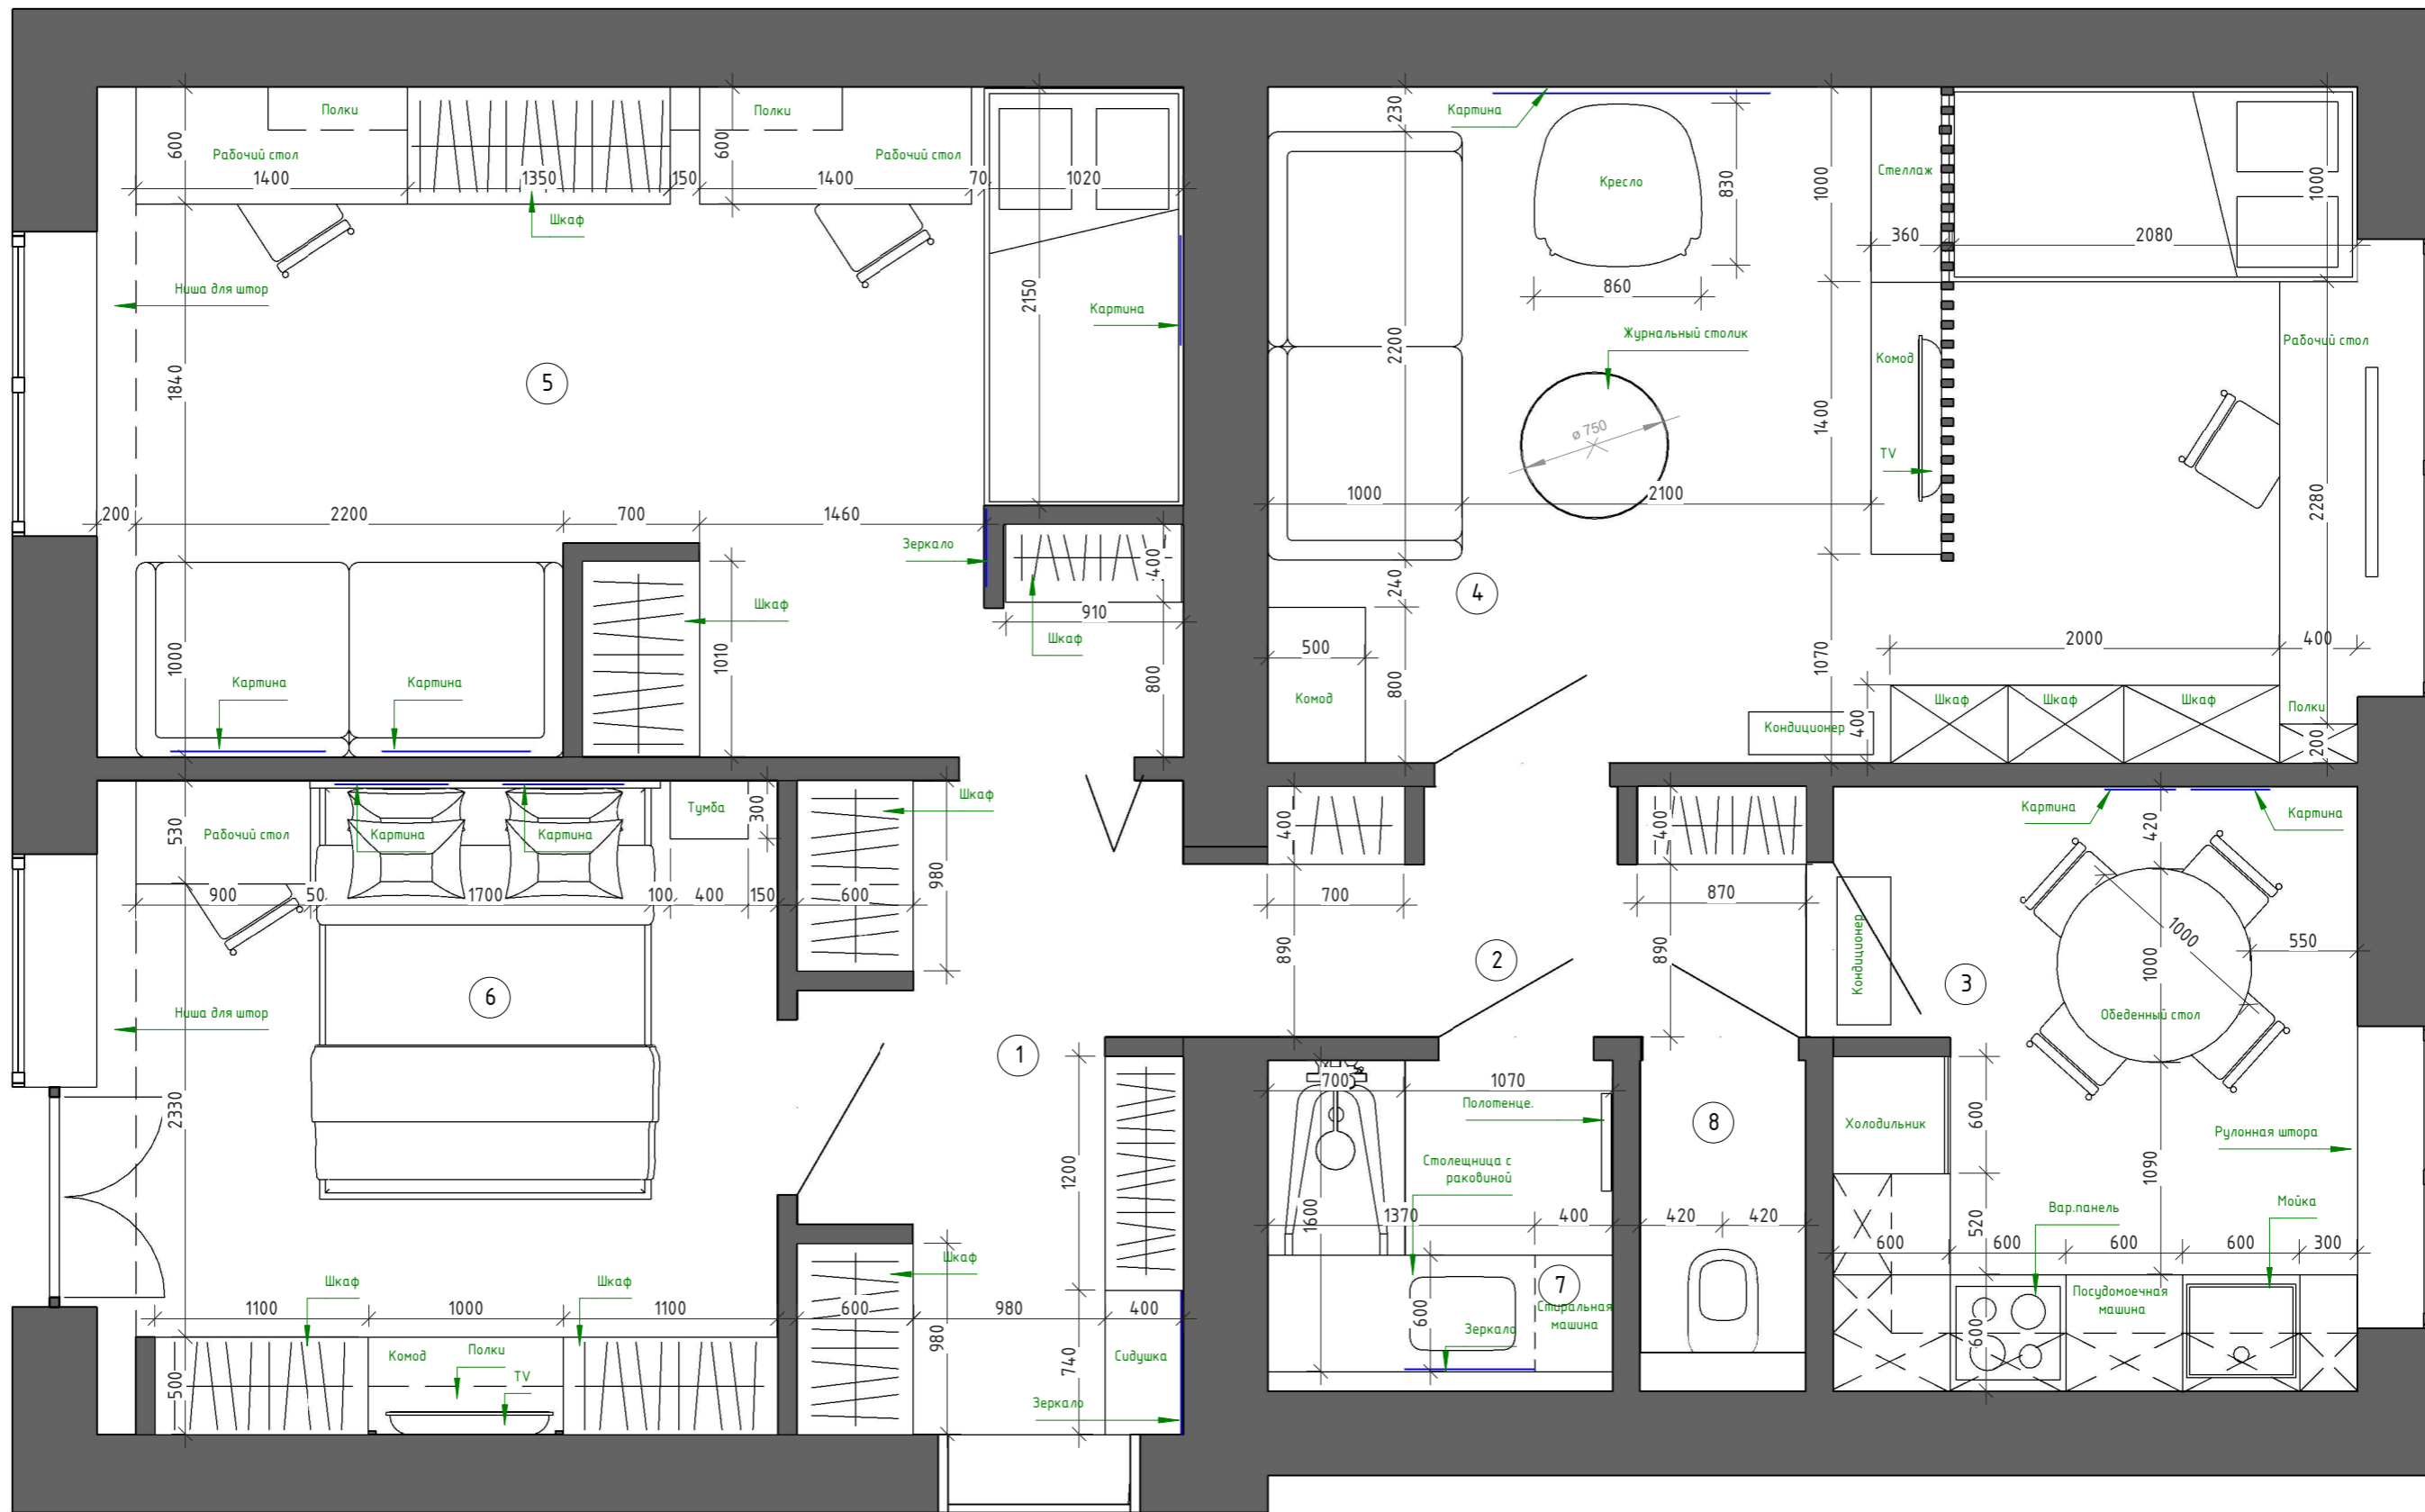 Полки
Полки
Рабочий стол
Рабочий стол
600
1400
1350
150
600
1400
70
1020
Шкаф
Ниша для штор
2150
Картина
5
1840
200
2200
700
1460
Зеркало
400
Шкаф
910
Шкаф
1000
1010
800
Картина
Картина
230
Картина
Кресло
830
1000
Стеллаж
1000
360
2080
860
2200
Журнальный столик
Рабочий стол
Комод
1400
ø 750
TV
1000
2100
2280
4
240
2000
400
500
1070
800
Комод
Шкаф
Шкаф
Шкаф
Полки
Кондиционер
400
200
Тумба
300
Шкаф
530
Рабочий стол
Картина
Картина
900
50
1700
100
400
150
600
980
6
Ниша для штор
2330
1
1200
Шкаф
Шкаф
Шкаф
1100
1000
1100
600
980
400
980
740
Комод
Полки
TV
500
Сидушка
Зеркало
400
400
700
870
890
890
2
Картина
Картина
420
1000
550
1000
3
Кондиционер
Обеденный стол
700
1070
Полотенце.
8
Холодильник
600
Рулонная штора
1090
Столешница с
раковиной
1600
1370
400
420
420
520
Вар.панель
Мойка
600
600
600
600
300
7
600
Стиральная
машина
Зеркало
Посудомоечная
машина
600